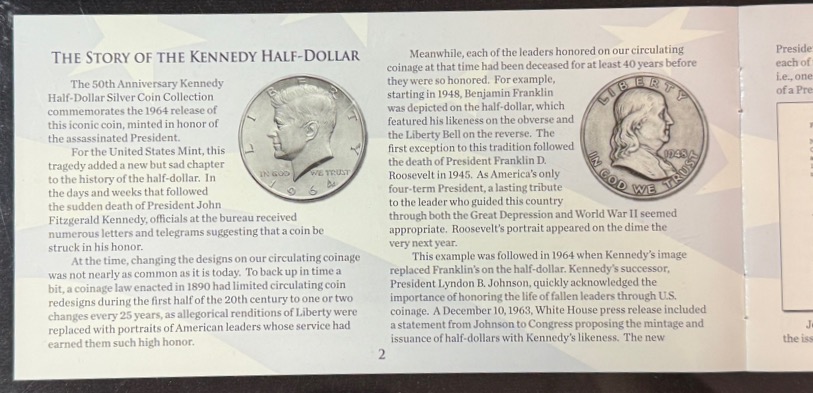 THE STORY OF THE KENNEDY HALF-DOLLAR
The 50th Anniversary Kennedy
Half-Dollar Silver Coin Collection
commemorates the 1964 release of
this iconic coin, minted in honor of
the assassinated President.
For the United States Mint, this
tragedy added a new but sad chapter
to the history of the half-dollar. In
the days and weeks that followed
the sudden death of President John
Fitzgerald Kennedy, officials at the bureau received
numerous letters and telegrams suggesting that a coin be
struck in his honor.
At the time, changing the designs on our circulating coinage
was not nearly as common as it is today. To back up in time a
bit, a coinage law enacted in 1890 had limited circulating coin
redesigns during the first half of the 20th century to one or two
changes every 25 years, as allegorical renditions of Liberty were
replaced with portraits of American leaders whose service had
earned them such high honor.
LIBERTY
IN GOD WE TRUST
1964
Meanwhile, each of the leaders honored on our circulating
coinage at that time had been deceased for at least 40 years before
they were so honored. For example,
starting in 1948, Benjamin Franklin
was depicted on the half-dollar, which
featured his likeness on the obverse and
the Liberty Bell on the reverse. The
first exception to this tradition followed
the death of President Franklin D.
Roosevelt in 1945. As America's only
four-term President, a lasting tribute
to the leader who guided this country
through both the Great Depression and World War II seemed
appropriate. Roosevelt's portrait appeared on the dime the
very next year.
This example was followed in 1964 when Kennedy's image
replaced Franklin's on the half-dollar. Kennedy's successor,
President Lyndon B. Johnson, quickly acknowledged the
importance of honoring the life of fallen leaders through U.S.
coinage. A December 10, 1963, White House press release included
a statement from Johnson to Congress proposing the mintage and
issuance of half-dollars with Kennedy's likeness. The new
LIBERTY
1948
IN GOD WE TRUST
2
Preside
each of
i.e., one
of a Pre
J
the iss